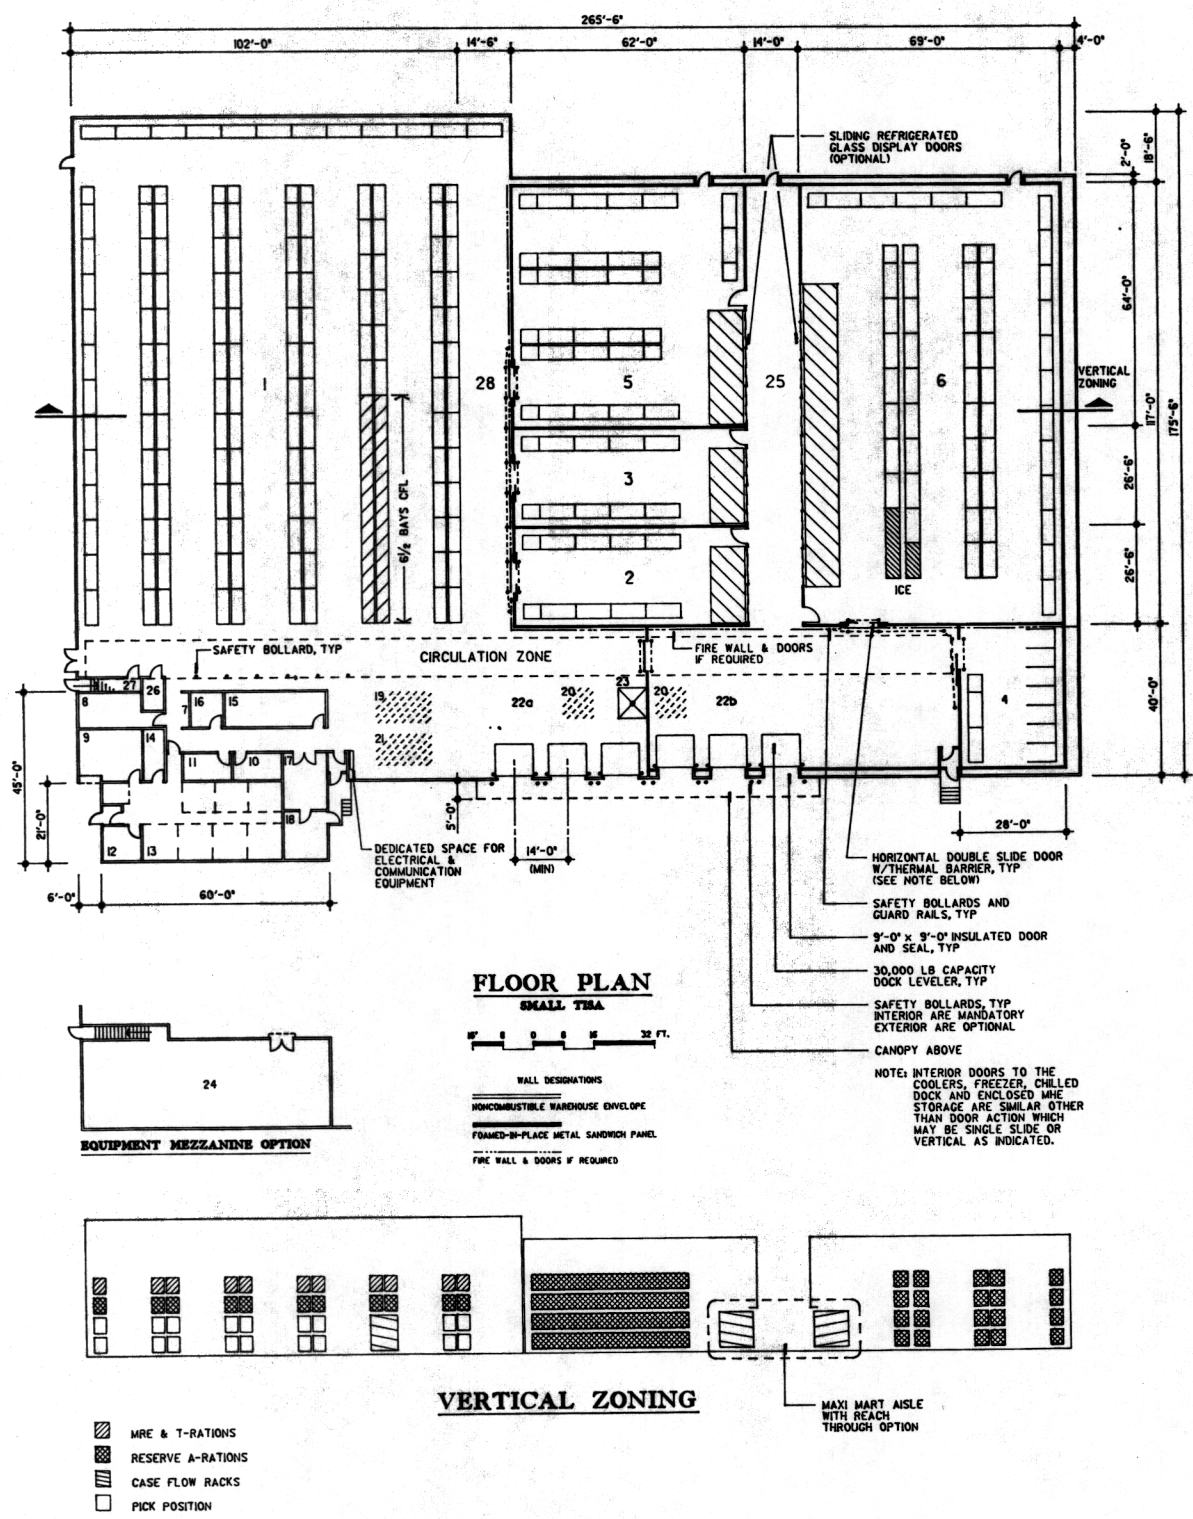 265'-6"
102'-0"
14'-6"
62'-0"
14'-0"
69'-0"
4'-0"
SLIDING REFRIGERATED
GLASS DISPLAY DOORS
(OPTIONAL)
2'-0"
18'-6"
64'-0"
117'-0"
175'-6"
26'-6"
26'-6"
40'-0"
VERTICAL
ZONING
1
28
5
25
6
3
2
6½ BAYS CFL
ICE
SAFETY BOLLARD, TYP
CIRCULATION ZONE
FIRE WALL & DOORS
IF REQUIRED
27
26
8
7
16
15
19
20
22a
23
20
22b
4
9
14
21
11
10
17
18
12
13
45'-0"
21'-0"
6'-0"
60'-0"
5'-0"
14'-0"
(MIN)
28'-0"
DEDICATED SPACE FOR
ELECTRICAL &
COMMUNICATION
EQUIPMENT
HORIZONTAL DOUBLE SLIDE DOOR
W/THERMAL BARRIER, TYP
(SEE NOTE BELOW)
SAFETY BOLLARDS AND
GUARD RAILS, TYP
9'-0" x 9'-0" INSULATED DOOR
AND SEAL, TYP
30,000 LB CAPACITY
DOCK LEVELER, TYP
SAFETY BOLLARDS, TYP
INTERIOR ARE MANDATORY
EXTERIOR ARE OPTIONAL
CANOPY ABOVE
NOTE: INTERIOR DOORS TO THE
COOLERS, FREEZER, CHILLED
DOCK AND ENCLOSED MHE
STORAGE ARE SIMILAR OTHER
THAN DOOR ACTION WHICH
MAY BE SINGLE SLIDE OR
VERTICAL AS INDICATED.
FLOOR PLAN
SMALL TISA
16' 8 0 8 16 32 FT.
WALL DESIGNATIONS
NONCOMBUSTIBLE WAREHOUSE ENVELOPE
FOAMED-IN-PLACE METAL SANDWICH PANEL
FIRE WALL & DOORS IF REQUIRED
24
EQUIPMENT MEZZANINE OPTION
VERTICAL ZONING
MAXI MART AISLE
WITH REACH
THROUGH OPTION
MRE & T-RATIONS
RESERVE A-RATIONS
CASE FLOW RACKS
PICK POSITION